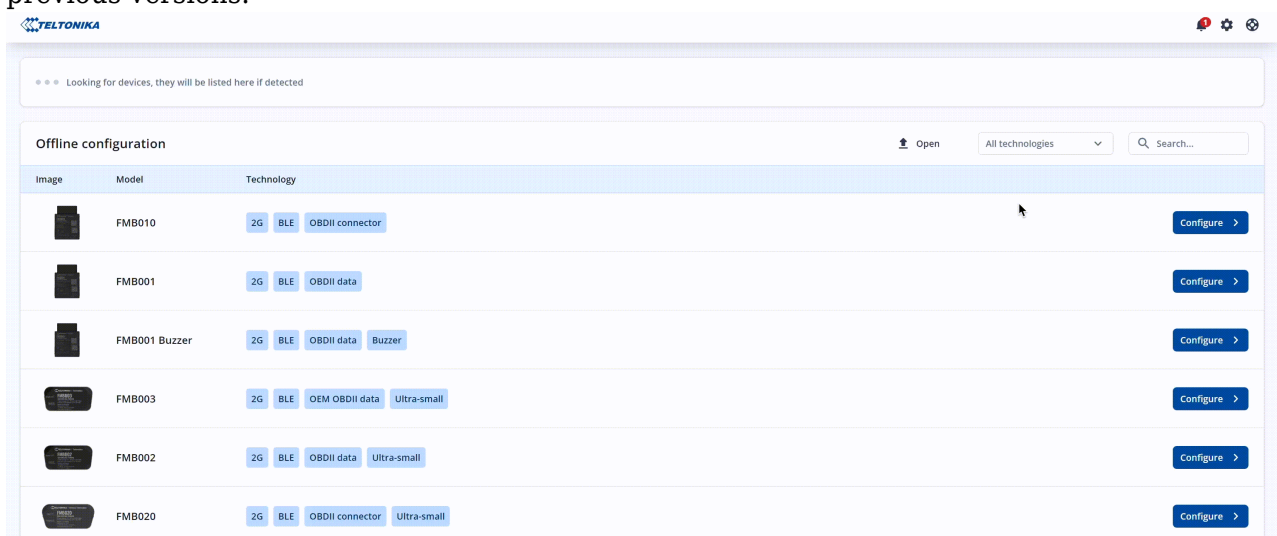 previous versions.
TELTONIKA
1
Looking for devices, they will be listed here if detected
Offline configuration
Open
All technologies
Search...
Image Model Technology
FMB010 2G BLE OBDII connector Configure
FMB001 2G BLE OBDII data Configure
FMB001 Buzzer 2G BLE OBDII data Buzzer Configure
FMB003 2G BLE OEM OBDII data Ultra-small Configure
FMB002 2G BLE OBDII data Ultra-small Configure
FMB020 2G BLE OBDII connector Ultra-small Configure